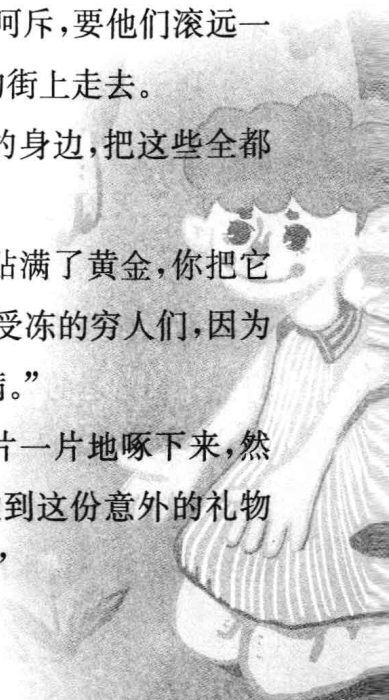 呵斥,要他们滚远一
街上走去。
的身边,把这些全都
贴满了黄金,你把它
受冻的穷人们,因为
。”
片一片地啄下来,然
到这份意外的礼物
”